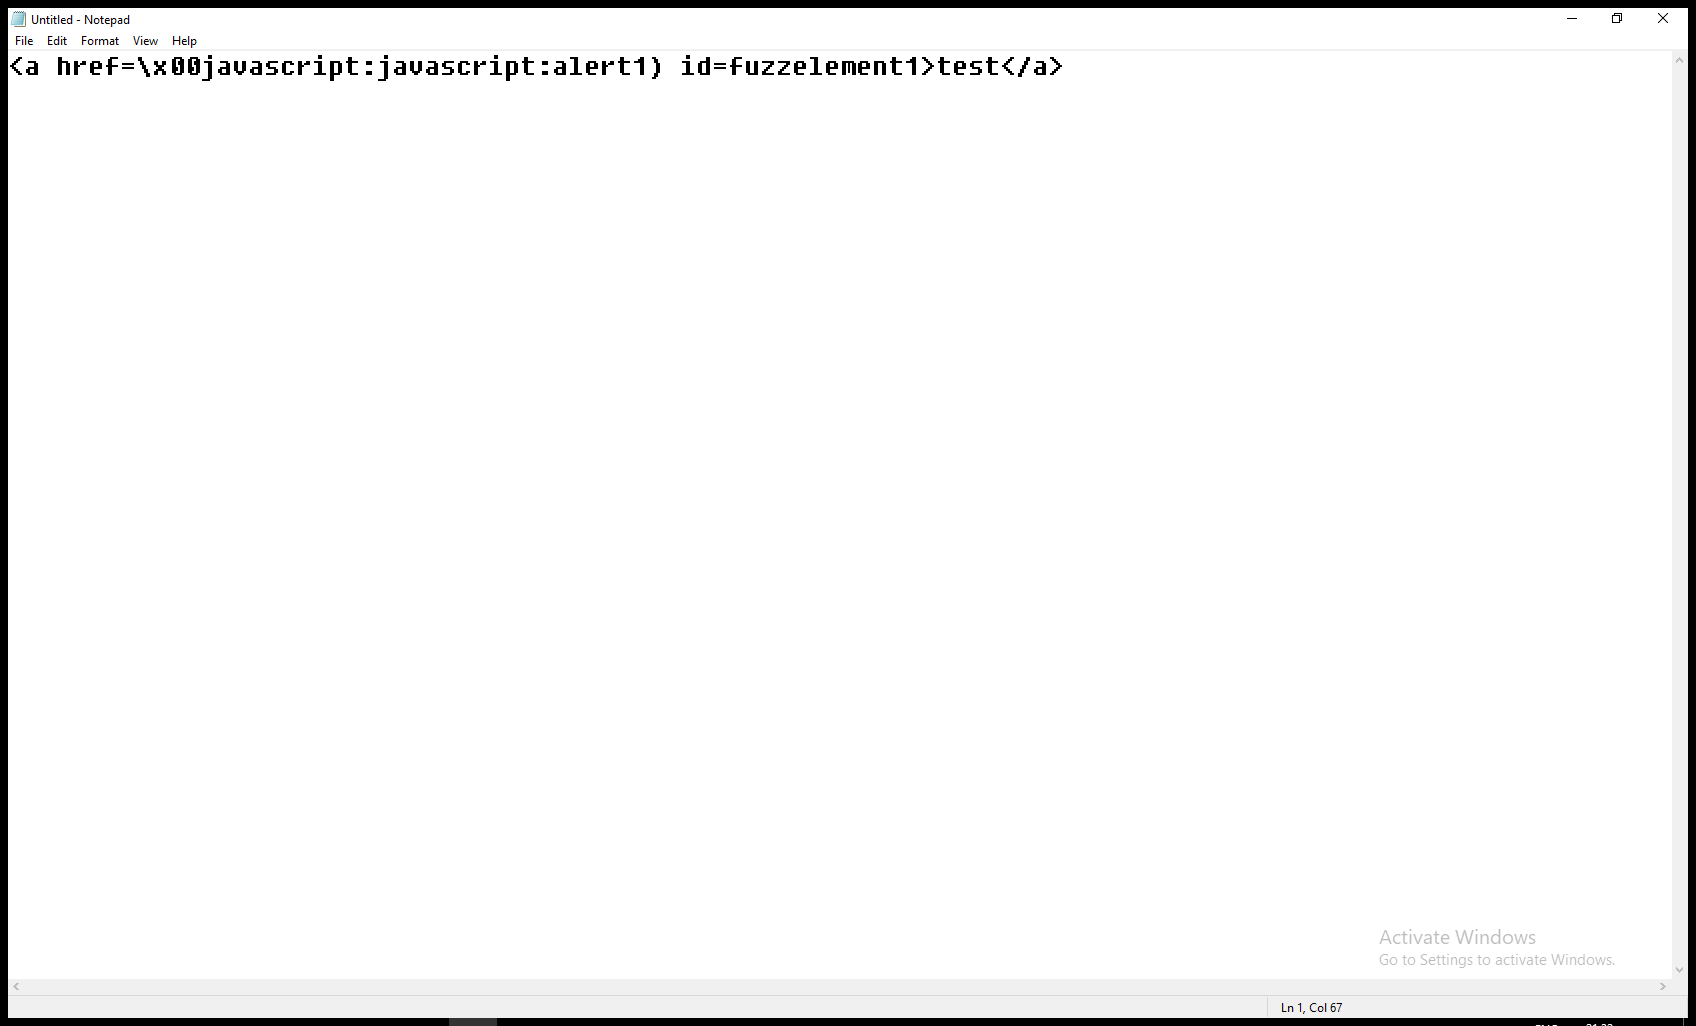 Untitled - Notepad
File Edit Format View Help
<a href=\x00javascript:javascript:alert1) id=fuzzelement1>test</a>
Activate Windows
Go to Settings to activate Windows.
Ln 1, Col 67